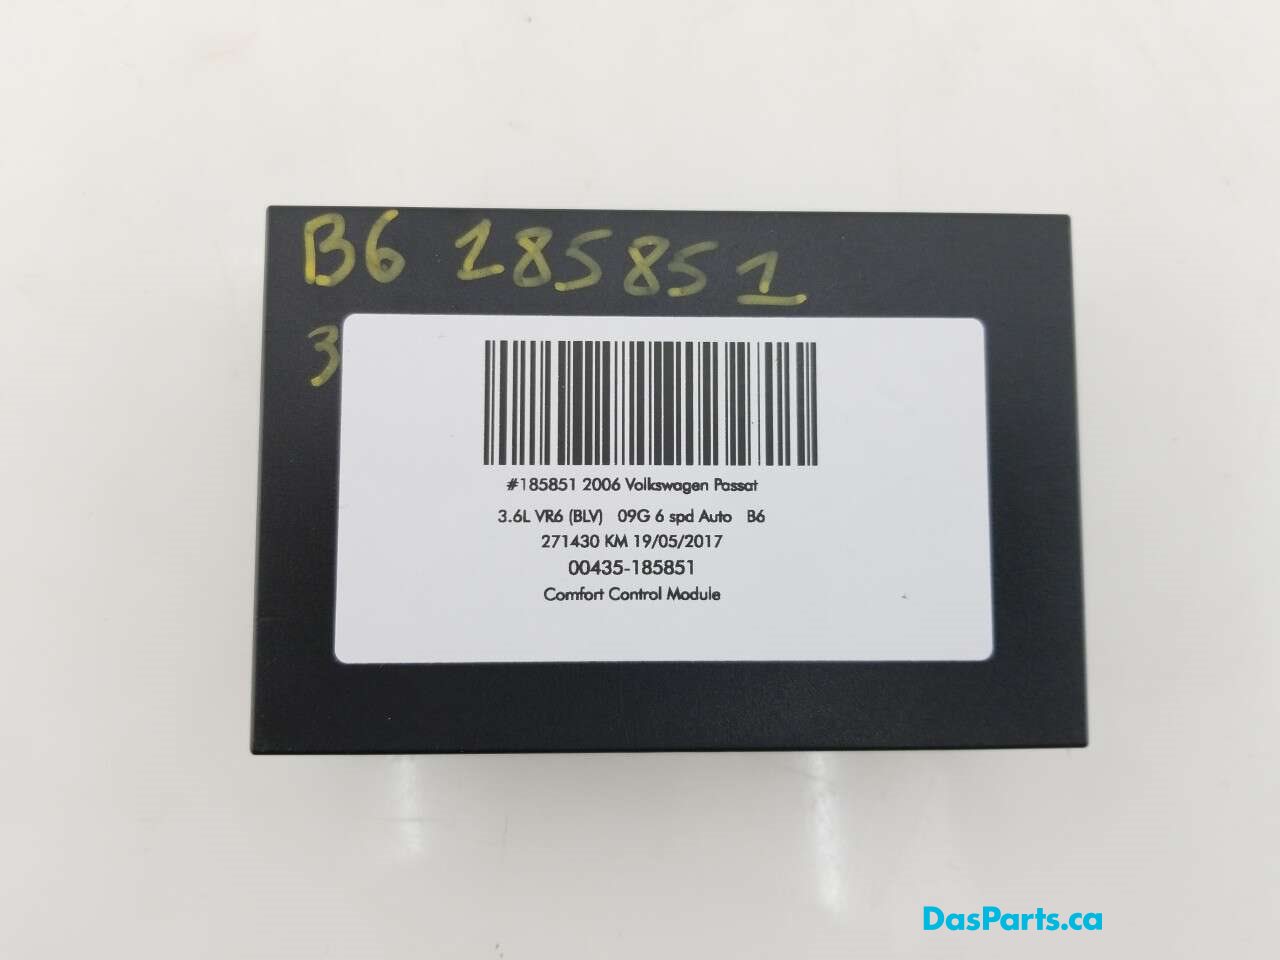 B6 185851
3
#185851 2006 Volkswagen Passat
3.6L VR6 (BLV) 09G 6 spd Auto B6
271430 KM 19/05/2017
00435-185851
Comfort Control Module
DasParts.ca